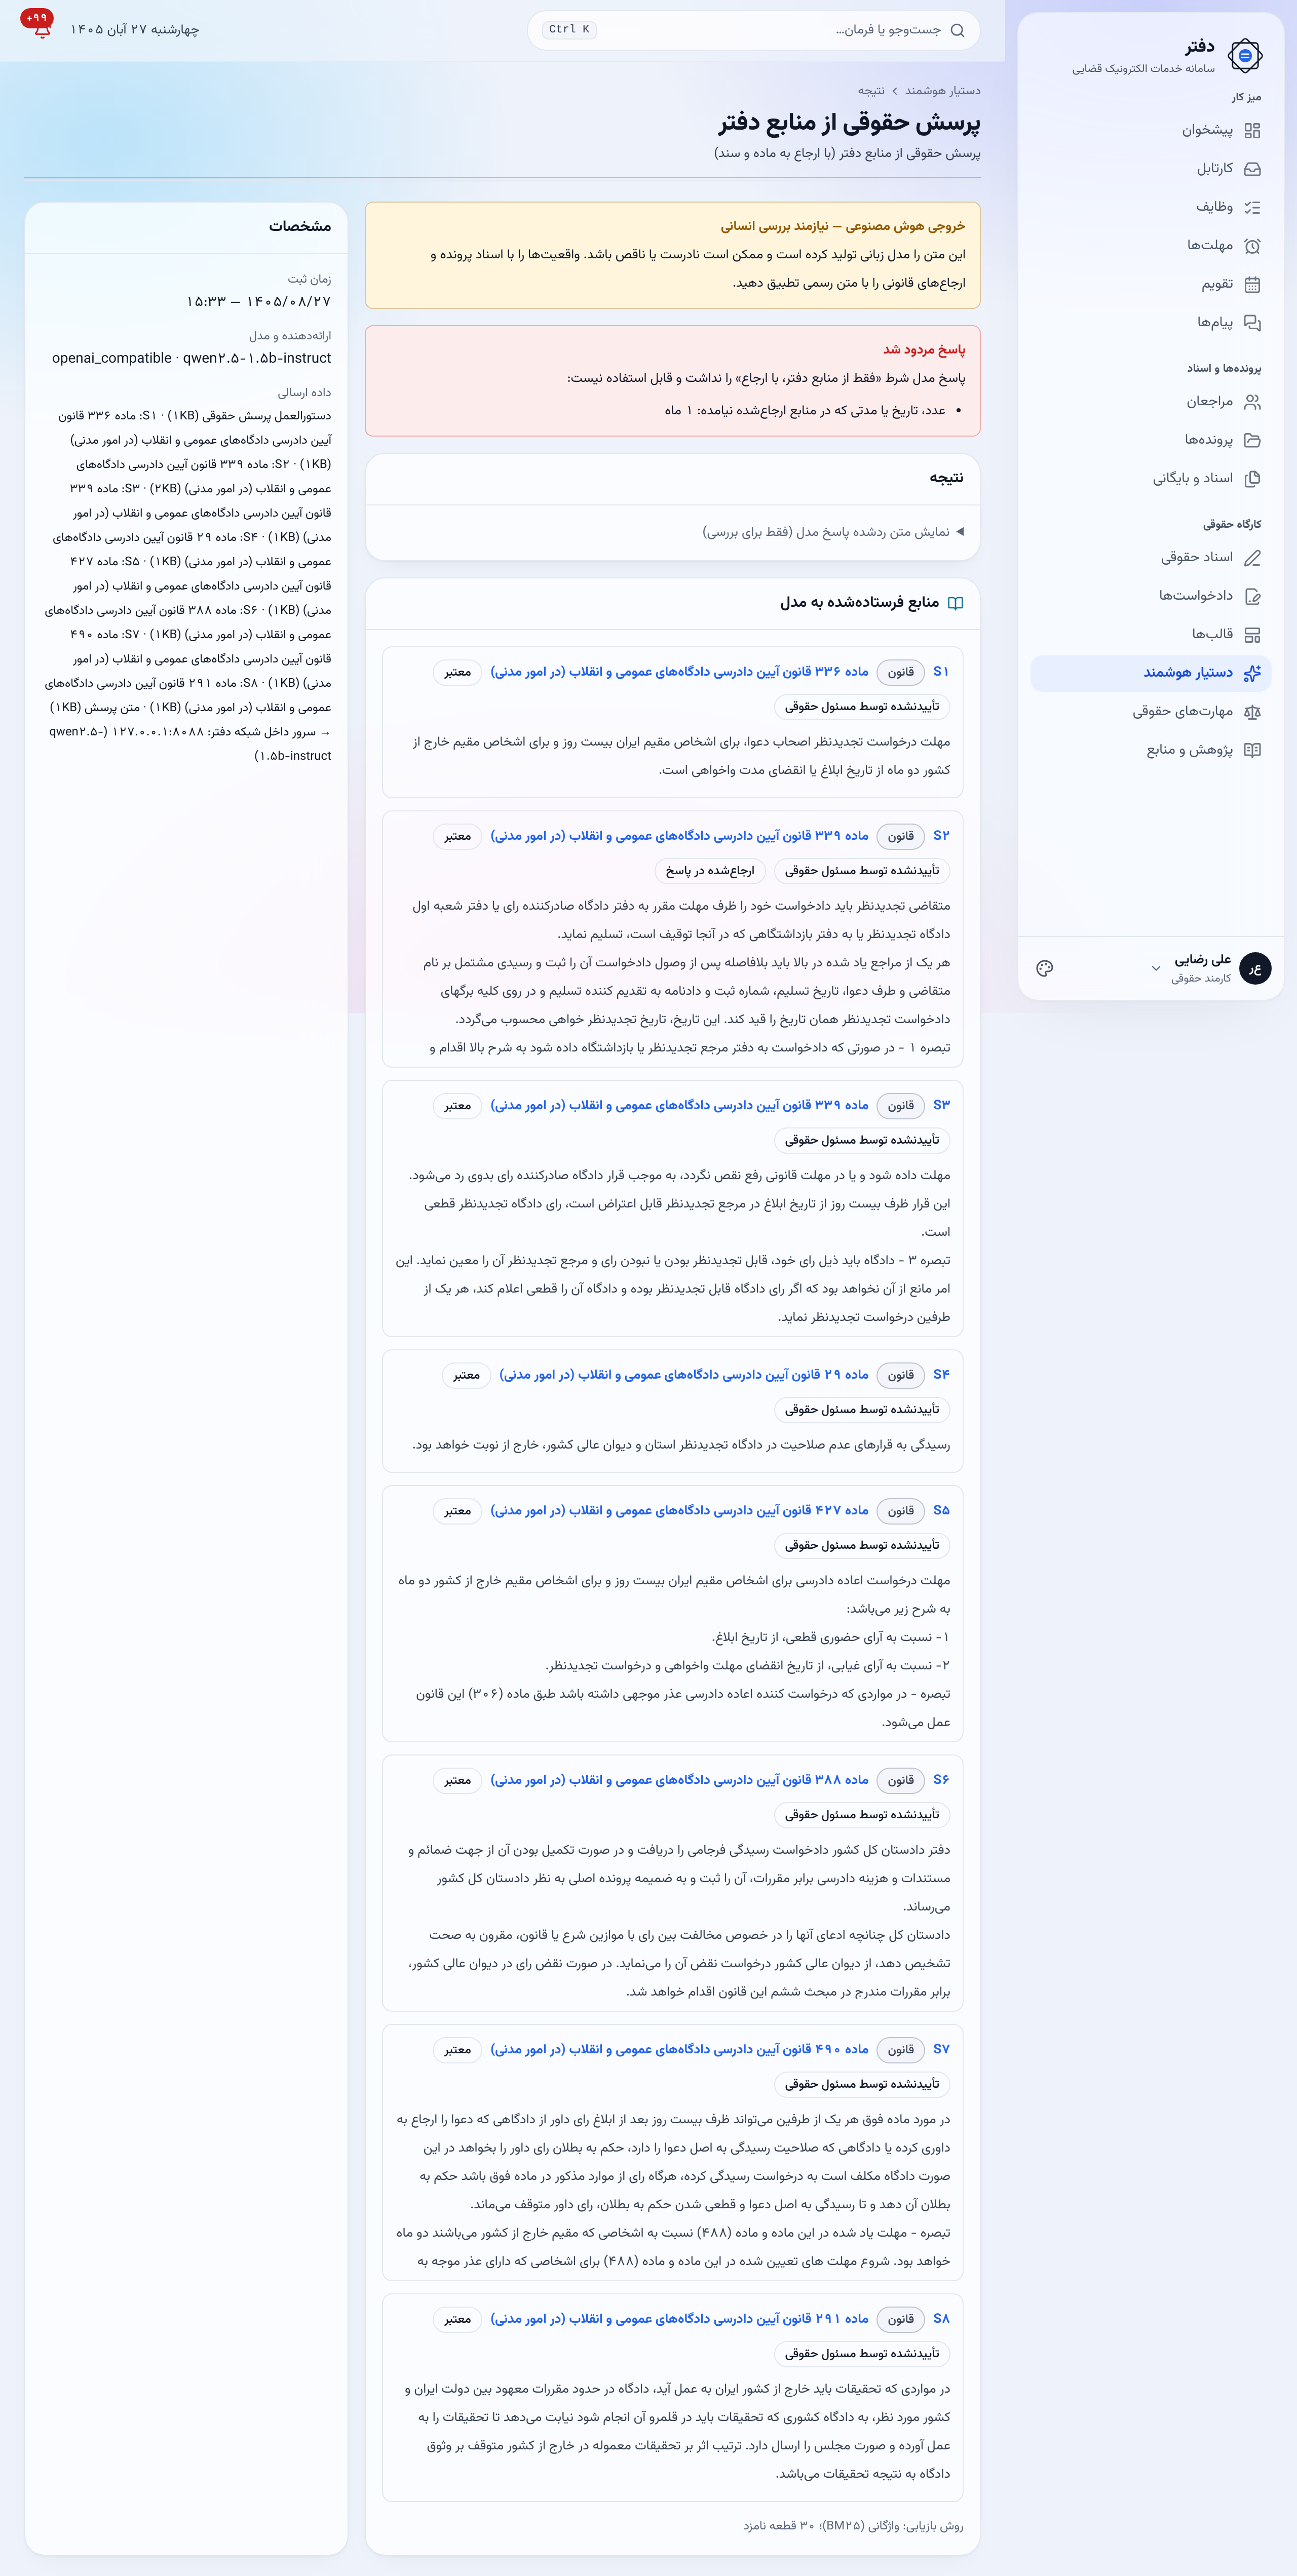 دفتر
سامانه خدمات الکترونیک قضایی
میز کار
پیشخوان
کارتابل
وظایف
مهلت‌ها
تقویم
پیام‌ها
پرونده‌ها و اسناد
مراجعان
پرونده‌ها
اسناد و بایگانی
کارگاه حقوقی
اسناد حقوقی
دادخواست‌ها
قالب‌ها
دستیار هوشمند
مهارت‌های حقوقی
پژوهش و منابع
عر
علی رضایی
کارمند حقوقی
جست‌وجو یا فرمان…
Ctrl K
چهارشنبه ۲۷ آبان ۱۴۰۵
۹۹+
دستیار هوشمند › نتیجه
پرسش حقوقی از منابع دفتر
پرسش حقوقی از منابع دفتر (با ارجاع به ماده و سند)
خروجی هوش مصنوعی — نیازمند بررسی انسانی
این متن را مدل زبانی تولید کرده است و ممکن است نادرست یا ناقص باشد. واقعیت‌ها را با اسناد پرونده و
ارجاع‌های قانونی را با متن رسمی تطبیق دهید.
پاسخ مردود شد
پاسخ مدل شرط «فقط از منابع دفتر، با ارجاع» را نداشت و قابل استفاده نیست:
• عدد، تاریخ یا مدتی که در منابع ارجاع‌شده نیامده: ۱ ماه
نتیجه
نمایش متن ردشده پاسخ مدل (فقط برای بررسی)
منابع فرستاده‌شده به مدل
S۱ قانون ماده ۳۳۶ قانون آیین دادرسی دادگاه‌های عمومی و انقلاب (در امور مدنی) معتبر
تأییدنشده توسط مسئول حقوقی
مهلت درخواست تجدیدنظر اصحاب دعوا، برای اشخاص مقیم ایران بیست روز و برای اشخاص مقیم خارج از
کشور دو ماه از تاریخ ابلاغ یا انقضای مدت واخواهی است.
S۲ قانون ماده ۳۳۹ قانون آیین دادرسی دادگاه‌های عمومی و انقلاب (در امور مدنی) معتبر
تأییدنشده توسط مسئول حقوقی ارجاع‌شده در پاسخ
متقاضی تجدیدنظر باید دادخواست خود را ظرف مهلت مقرر به دفتر دادگاه صادرکننده رای یا دفتر شعبه اول
دادگاه تجدیدنظر یا به دفتر بازداشتگاهی که در آنجا توقیف است، تسلیم نماید.
هر یک از مراجع یاد شده در بالا باید بلافاصله پس از وصول دادخواست آن را ثبت و رسیدی مشتمل بر نام
متقاضی و طرف دعوا، تاریخ تسلیم، شماره ثبت و دادنامه به تقدیم کننده تسلیم و در روی کلیه برگهای
دادخواست تجدیدنظر همان تاریخ را قید کند. این تاریخ، تاریخ تجدیدنظر خواهی محسوب می‌گردد.
تبصره ۱ - در صورتی که دادخواست به دفتر مرجع تجدیدنظر یا بازداشتگاه داده شود به شرح بالا اقدام و
S۳ قانون ماده ۳۳۹ قانون آیین دادرسی دادگاه‌های عمومی و انقلاب (در امور مدنی) معتبر
تأییدنشده توسط مسئول حقوقی
مهلت داده شود و یا در مهلت قانونی رفع نقص نگردد، به موجب قرار دادگاه صادرکننده رای بدوی رد می‌شود.
این قرار ظرف بیست روز از تاریخ ابلاغ در مرجع تجدیدنظر قابل اعتراض است، رای دادگاه تجدیدنظر قطعی
است.
تبصره ۳ - دادگاه باید ذیل رای خود، قابل تجدیدنظر بودن یا نبودن رای و مرجع تجدیدنظر آن را معین نماید. این
امر مانع از آن نخواهد بود که اگر رای دادگاه قابل تجدیدنظر بوده و دادگاه آن را قطعی اعلام کند، هر یک از
طرفین درخواست تجدیدنظر نماید.
S۴ قانون ماده ۲۹ قانون آیین دادرسی دادگاه‌های عمومی و انقلاب (در امور مدنی) معتبر
تأییدنشده توسط مسئول حقوقی
رسیدگی به قرارهای عدم صلاحیت در دادگاه تجدیدنظر استان و دیوان عالی کشور، خارج از نوبت خواهد بود.
S۵ قانون ماده ۴۲۷ قانون آیین دادرسی دادگاه‌های عمومی و انقلاب (در امور مدنی) معتبر
تأییدنشده توسط مسئول حقوقی
مهلت درخواست اعاده دادرسی برای اشخاص مقیم ایران بیست روز و برای اشخاص مقیم خارج از کشور دو ماه
به شرح زیر می‌باشد:
۱- نسبت به آرای حضوری قطعی، از تاریخ ابلاغ.
۲- نسبت به آرای غیابی، از تاریخ انقضای مهلت واخواهی و درخواست تجدیدنظر.
تبصره - در مواردی که درخواست کننده اعاده دادرسی عذر موجهی داشته باشد طبق ماده (۳۰۶) این قانون
عمل می‌شود.
S۶ قانون ماده ۳۸۸ قانون آیین دادرسی دادگاه‌های عمومی و انقلاب (در امور مدنی) معتبر
تأییدنشده توسط مسئول حقوقی
دفتر دادستان کل کشور دادخواست رسیدگی فرجامی را دریافت و در صورت تکمیل بودن آن از جهت ضمائم و
مستندات و هزینه دادرسی برابر مقررات، آن را ثبت و به ضمیمه پرونده اصلی به نظر دادستان کل کشور
می‌رساند.
دادستان کل چنانچه ادعای آنها را در خصوص مخالفت بین رای با موازین شرع یا قانون، مقرون به صحت
تشخیص دهد، از دیوان عالی کشور درخواست نقض آن را می‌نماید. در صورت نقض رای در دیوان عالی کشور،
برابر مقررات مندرج در مبحث ششم این قانون اقدام خواهد شد.
S۷ قانون ماده ۴۹۰ قانون آیین دادرسی دادگاه‌های عمومی و انقلاب (در امور مدنی) معتبر
تأییدنشده توسط مسئول حقوقی
در مورد ماده فوق هر یک از طرفین می‌تواند ظرف بیست روز بعد از ابلاغ رای داور از دادگاهی که دعوا را ارجاع به
داوری کرده یا دادگاهی که صلاحیت رسیدگی به اصل دعوا را دارد، حکم به بطلان رای داور را بخواهد در این
صورت دادگاه مکلف است به درخواست رسیدگی کرده، هرگاه رای از موارد مذکور در ماده فوق باشد حکم به
بطلان آن دهد و تا رسیدگی به اصل دعوا و قطعی شدن حکم به بطلان، رای داور متوقف می‌ماند.
تبصره - مهلت یاد شده در این ماده و ماده (۴۸۸) نسبت به اشخاصی که مقیم خارج از کشور می‌باشند دو ماه
خواهد بود. شروع مهلت های تعیین شده در این ماده و ماده (۴۸۸) برای اشخاصی که دارای عذر موجه به
S۸ قانون ماده ۲۹۱ قانون آیین دادرسی دادگاه‌های عمومی و انقلاب (در امور مدنی) معتبر
تأییدنشده توسط مسئول حقوقی
در مواردی که تحقیقات باید خارج از کشور ایران به عمل آید، دادگاه در حدود مقررات معهود بین دولت ایران و
کشور مورد نظر، به دادگاه کشوری که تحقیقات باید در قلمرو آن انجام شود نیابت می‌دهد تا تحقیقات را به
عمل آورده و صورت مجلس را ارسال دارد. ترتیب اثر بر تحقیقات معموله در خارج از کشور متوقف بر وثوق
دادگاه به نتیجه تحقیقات می‌باشد.
روش بازیابی: واژگانی (BM۲۵)؛ ۳۰ قطعه نامزد
مشخصات
زمان ثبت
۱۴۰۵/۰۸/۲۷ — ۱۵:۳۳
ارائه‌دهنده و مدل
openai_compatible · qwen۲.۵-۱.۵b-instruct
داده ارسالی
دستورالعمل پرسش حقوقی (۱KB) · S۱: ماده ۳۳۶ قانون
آیین دادرسی دادگاه‌های عمومی و انقلاب (در امور مدنی)
(۱KB) · S۲: ماده ۳۳۹ قانون آیین دادرسی دادگاه‌های
عمومی و انقلاب (در امور مدنی) (۲KB) · S۳: ماده ۳۳۹
قانون آیین دادرسی دادگاه‌های عمومی و انقلاب (در امور
مدنی) (۱KB) · S۴: ماده ۲۹ قانون آیین دادرسی دادگاه‌های
عمومی و انقلاب (در امور مدنی) (۱KB) · S۵: ماده ۴۲۷
قانون آیین دادرسی دادگاه‌های عمومی و انقلاب (در امور
مدنی) (۱KB) · S۶: ماده ۳۸۸ قانون آیین دادرسی دادگاه‌های
عمومی و انقلاب (در امور مدنی) (۱KB) · S۷: ماده ۴۹۰
قانون آیین دادرسی دادگاه‌های عمومی و انقلاب (در امور
مدنی) (۱KB) · S۸: ماده ۲۹۱ قانون آیین دادرسی دادگاه‌های
عمومی و انقلاب (در امور مدنی) (۱KB) · متن پرسش (۱KB)
→ سرور داخل شبکه دفتر: ۱۲۷.۰.۰.۱:۸۰۸۸ (qwen۲.۵-
۱.۵b-instruct)